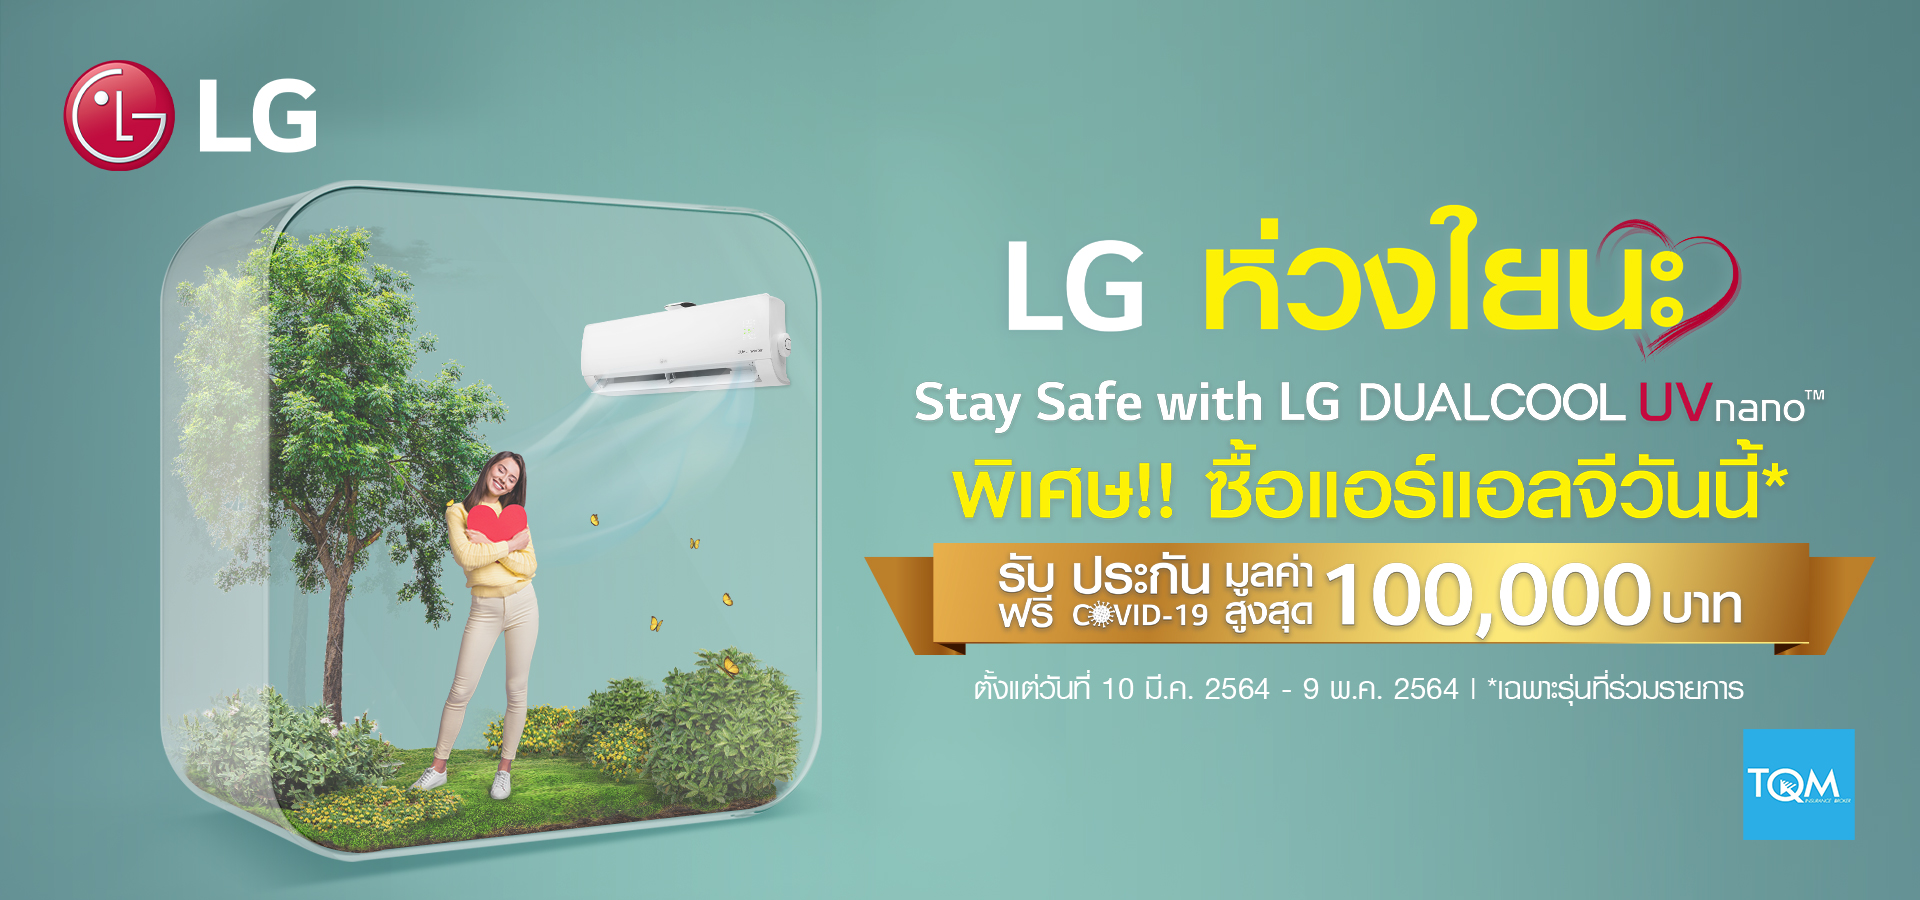 LG
LG ห่วงใยนะ
Stay Safe with LG DUALCOOL UVnano™
พิเศษ!! ซื้อแอร์แอลจีวันนี้*
รับฟรี ประกัน COVID-19 มูลค่าสูงสุด 100,000 บาท
ตั้งแต่วันที่ 10 มี.ค. 2564 - 9 พ.ค. 2564 | *เฉพาะรุ่นที่ร่วมรายการ
TQM
INSURANCE BROKER